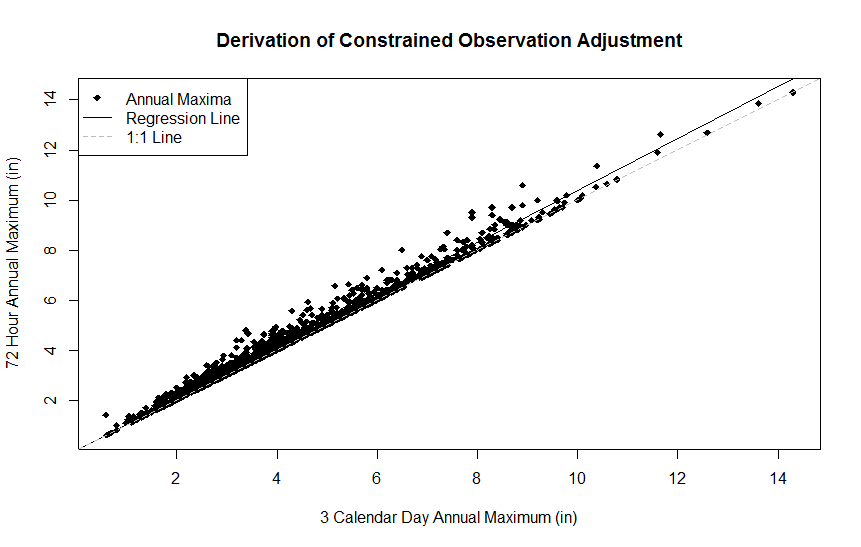 Derivation of Constrained Observation Adjustment
Annual Maxima
Regression Line
1:1 Line
72 Hour Annual Maximum (in)
14
12
10
8
6
4
2
2 4 6 8 10 12 14
3 Calendar Day Annual Maximum (in)